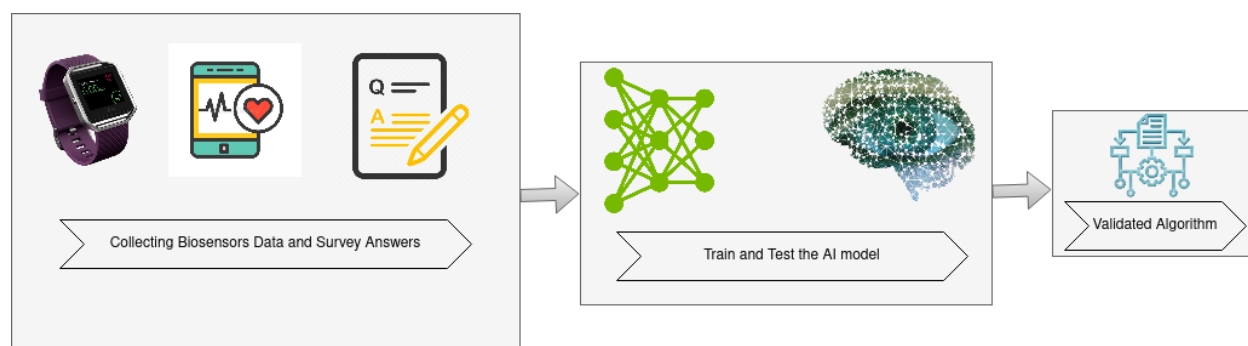 Q
A
Collecting Biosensors Data and Survey Answers
Train and Test the AI model
Validated Algorithm